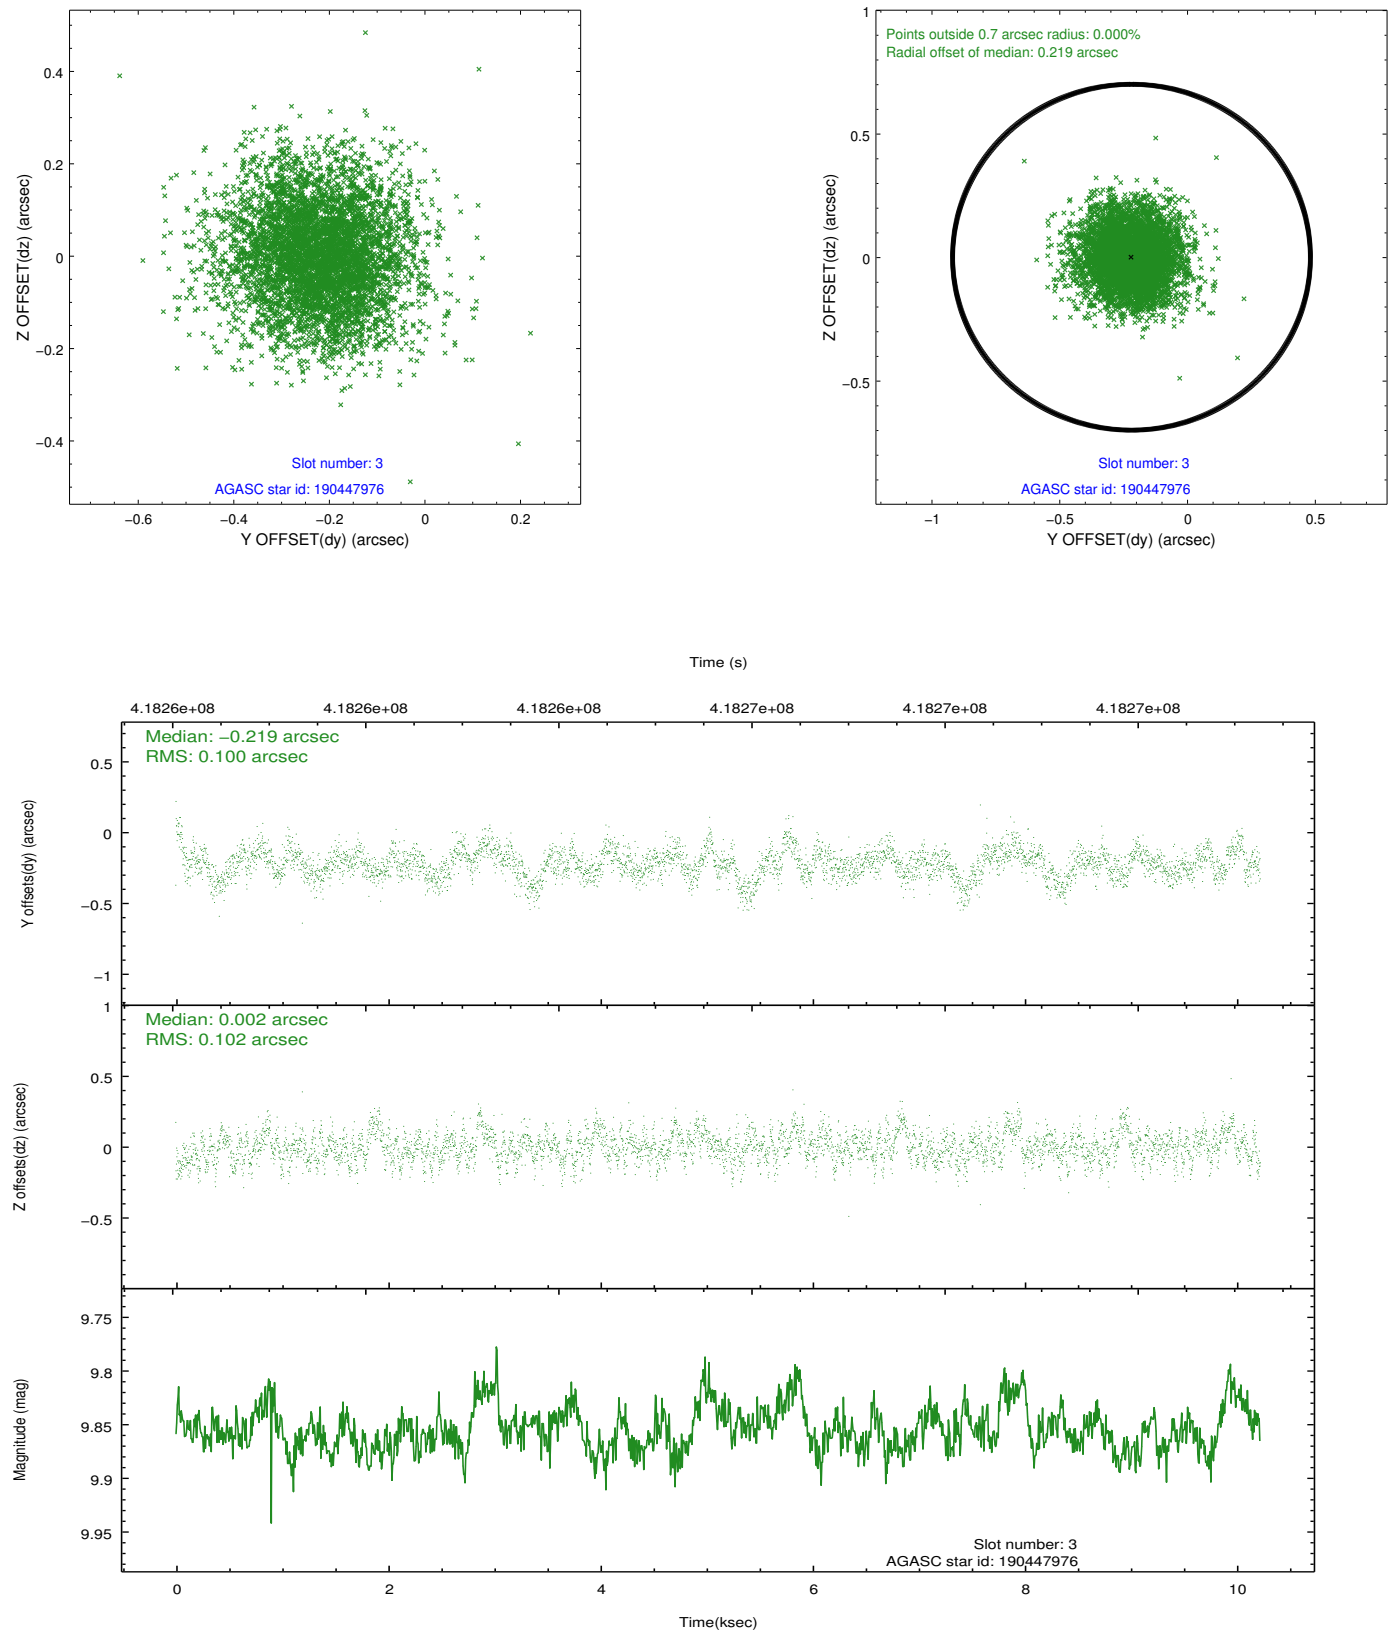 0.4
0.2
0
−0.2
−0.4
Z OFFSET(dz) (arcsec)
Slot number: 3
AGASC star id: 190447976
−0.6 −0.4 −0.2 0 0.2
Y OFFSET(dy) (arcsec)
1
0.5
0
−0.5
Z OFFSET(dz) (arcsec)
Points outside 0.7 arcsec radius: 0.000%
Radial offset of median: 0.219 arcsec
Slot number: 3
AGASC star id: 190447976
−1 −0.5 0 0.5
Y OFFSET(dy) (arcsec)
Time (s)
4.1826e+08 4.1826e+08 4.1826e+08 4.1827e+08 4.1827e+08 4.1827e+08
Median: −0.219 arcsec
RMS: 0.100 arcsec
0.5
0
−0.5
−1
Y offsets(dy) (arcsec)
Median: 0.002 arcsec
RMS: 0.102 arcsec
1
0.5
0
−0.5
Z offsets(dz) (arcsec)
9.75
9.8
9.85
9.9
9.95
Magnitude (mag)
Slot number: 3
AGASC star id: 190447976
0 2 4 6 8 10
Time(ksec)